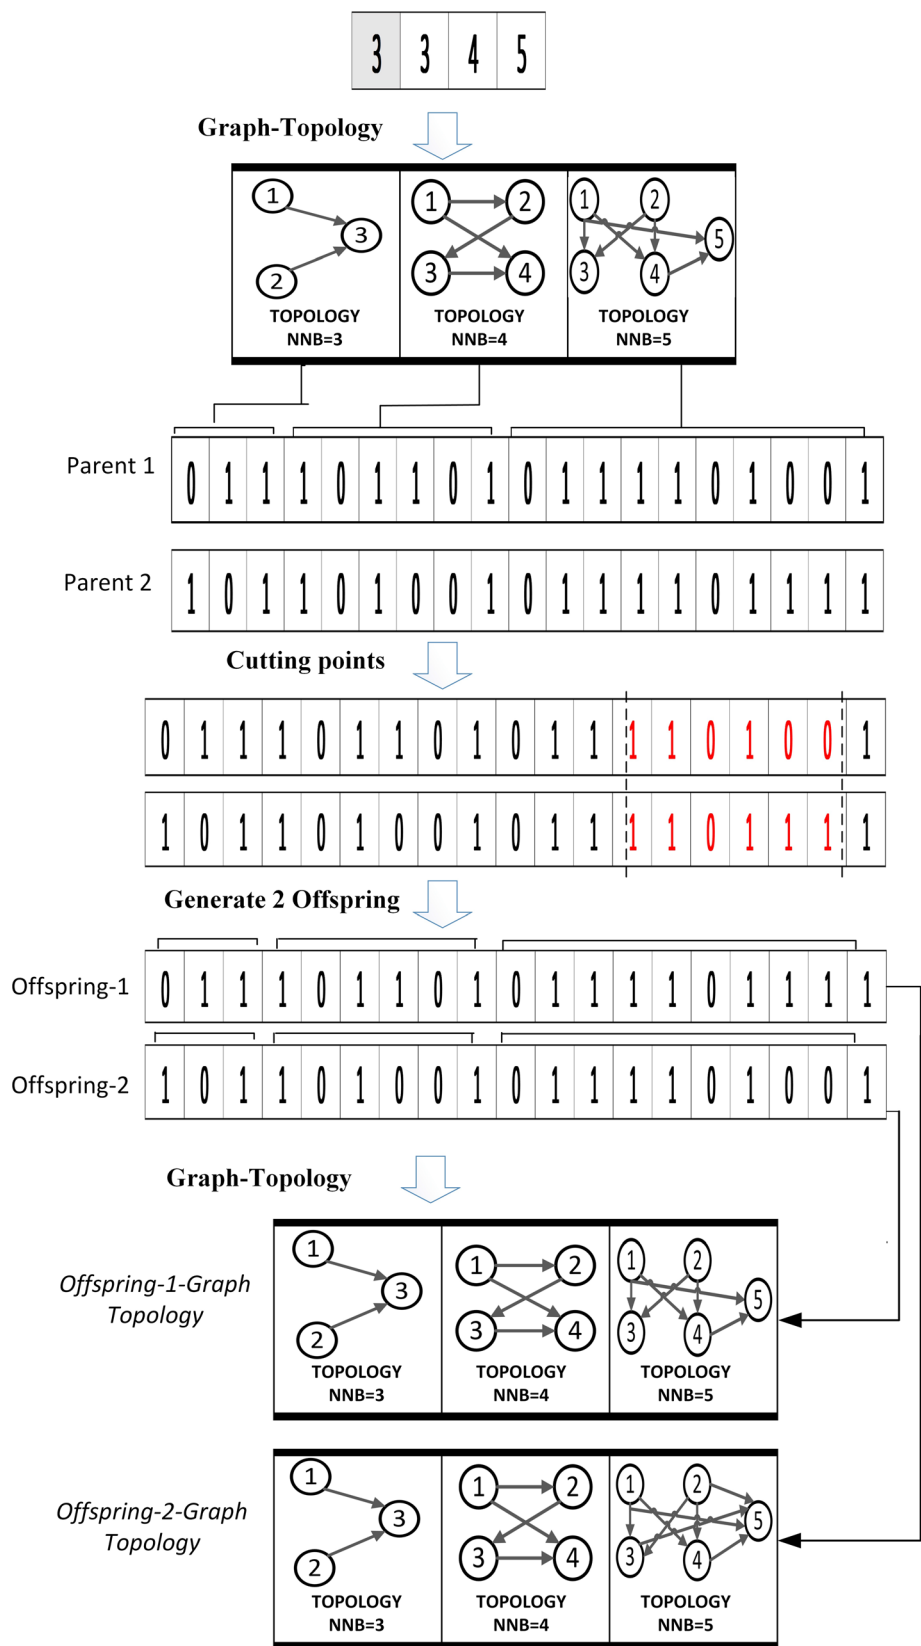 3 3 4 5
Graph-Topology
1 2 3
TOPOLOGY
NNB=3
1 2 3 4
TOPOLOGY
NNB=4
1 2 5 3 4
TOPOLOGY
NNB=5
Parent 1 0 1 1 1 0 1 1 0 1 0 1 1 1 1 0 1 0 0 1
Parent 2 1 0 1 1 0 1 0 0 1 0 1 1 1 1 0 1 1 1 1
Cutting points
0 1 1 1 0 1 1 0 1 0 1 1 1 1 0 1 0 0 1
1 0 1 1 0 1 0 0 1 0 1 1 1 1 0 1 1 1 1
Generate 2 Offspring
Offspring-1 0 1 1 1 0 1 1 0 1 0 1 1 1 1 0 1 1 1 1
Offspring-2 1 0 1 1 0 1 0 0 1 0 1 1 1 1 0 1 0 0 1
Graph-Topology
Offspring-1-Graph
Topology
1 3 2
TOPOLOGY
NNB=3
1 2 3 4
TOPOLOGY
NNB=4
1 2 5 3 4
TOPOLOGY
NNB=5
Offspring-2-Graph
Topology
1 3 2
TOPOLOGY
NNB=3
1 2 3 4
TOPOLOGY
NNB=4
1 2 5 3 4
TOPOLOGY
NNB=5